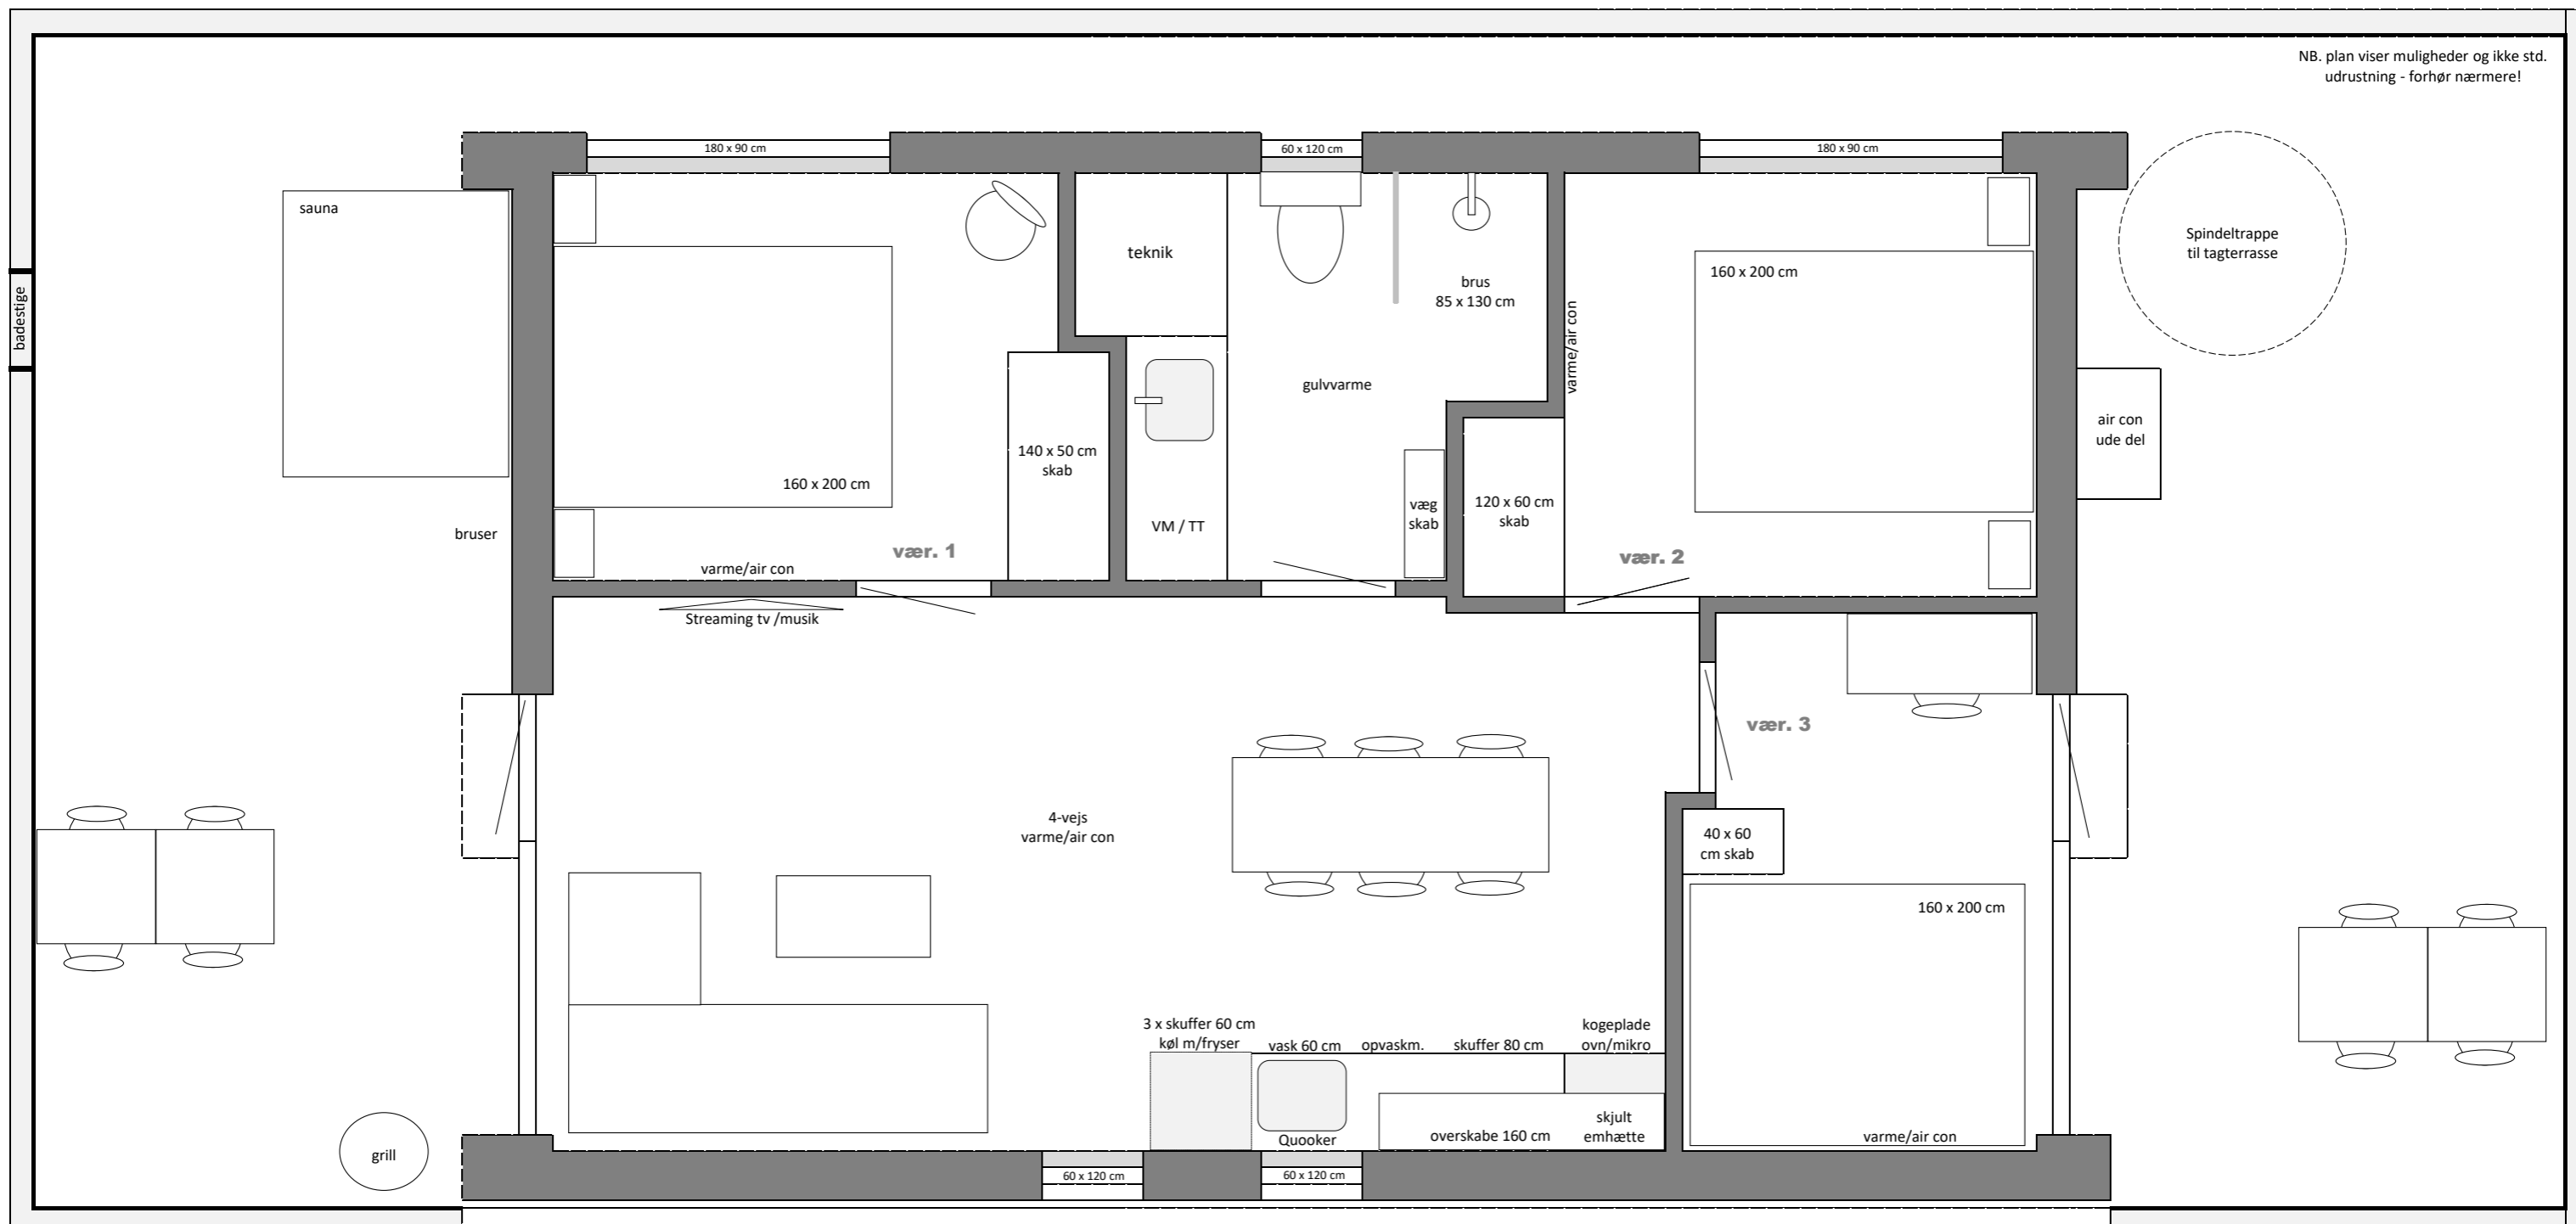 NB. plan viser muligheder og ikke std.
udrustning - forhør nærmere!
180 x 90 cm
60 x 120 cm
180 x 90 cm
sauna
badestige
bruser
160 x 200 cm
140 x 50 cm
skab
varme/air con
vær. 1
teknik
VM / TT
gulvvarme
brus
85 x 130 cm
væg
skab
120 x 60 cm
skab
varme/air con
160 x 200 cm
vær. 2
Spindeltrappe
til tagterrasse
air con
ude del
Streaming tv /musik
4-vejs
varme/air con
vær. 3
40 x 60
cm skab
160 x 200 cm
varme/air con
3 x skuffer 60 cm
køl m/fryser
vask 60 cm
opvaskm.
skuffer 80 cm
kogeplade
ovn/mikro
Quooker
overskabe 160 cm
skjult
emhætte
grill
60 x 120 cm
60 x 120 cm